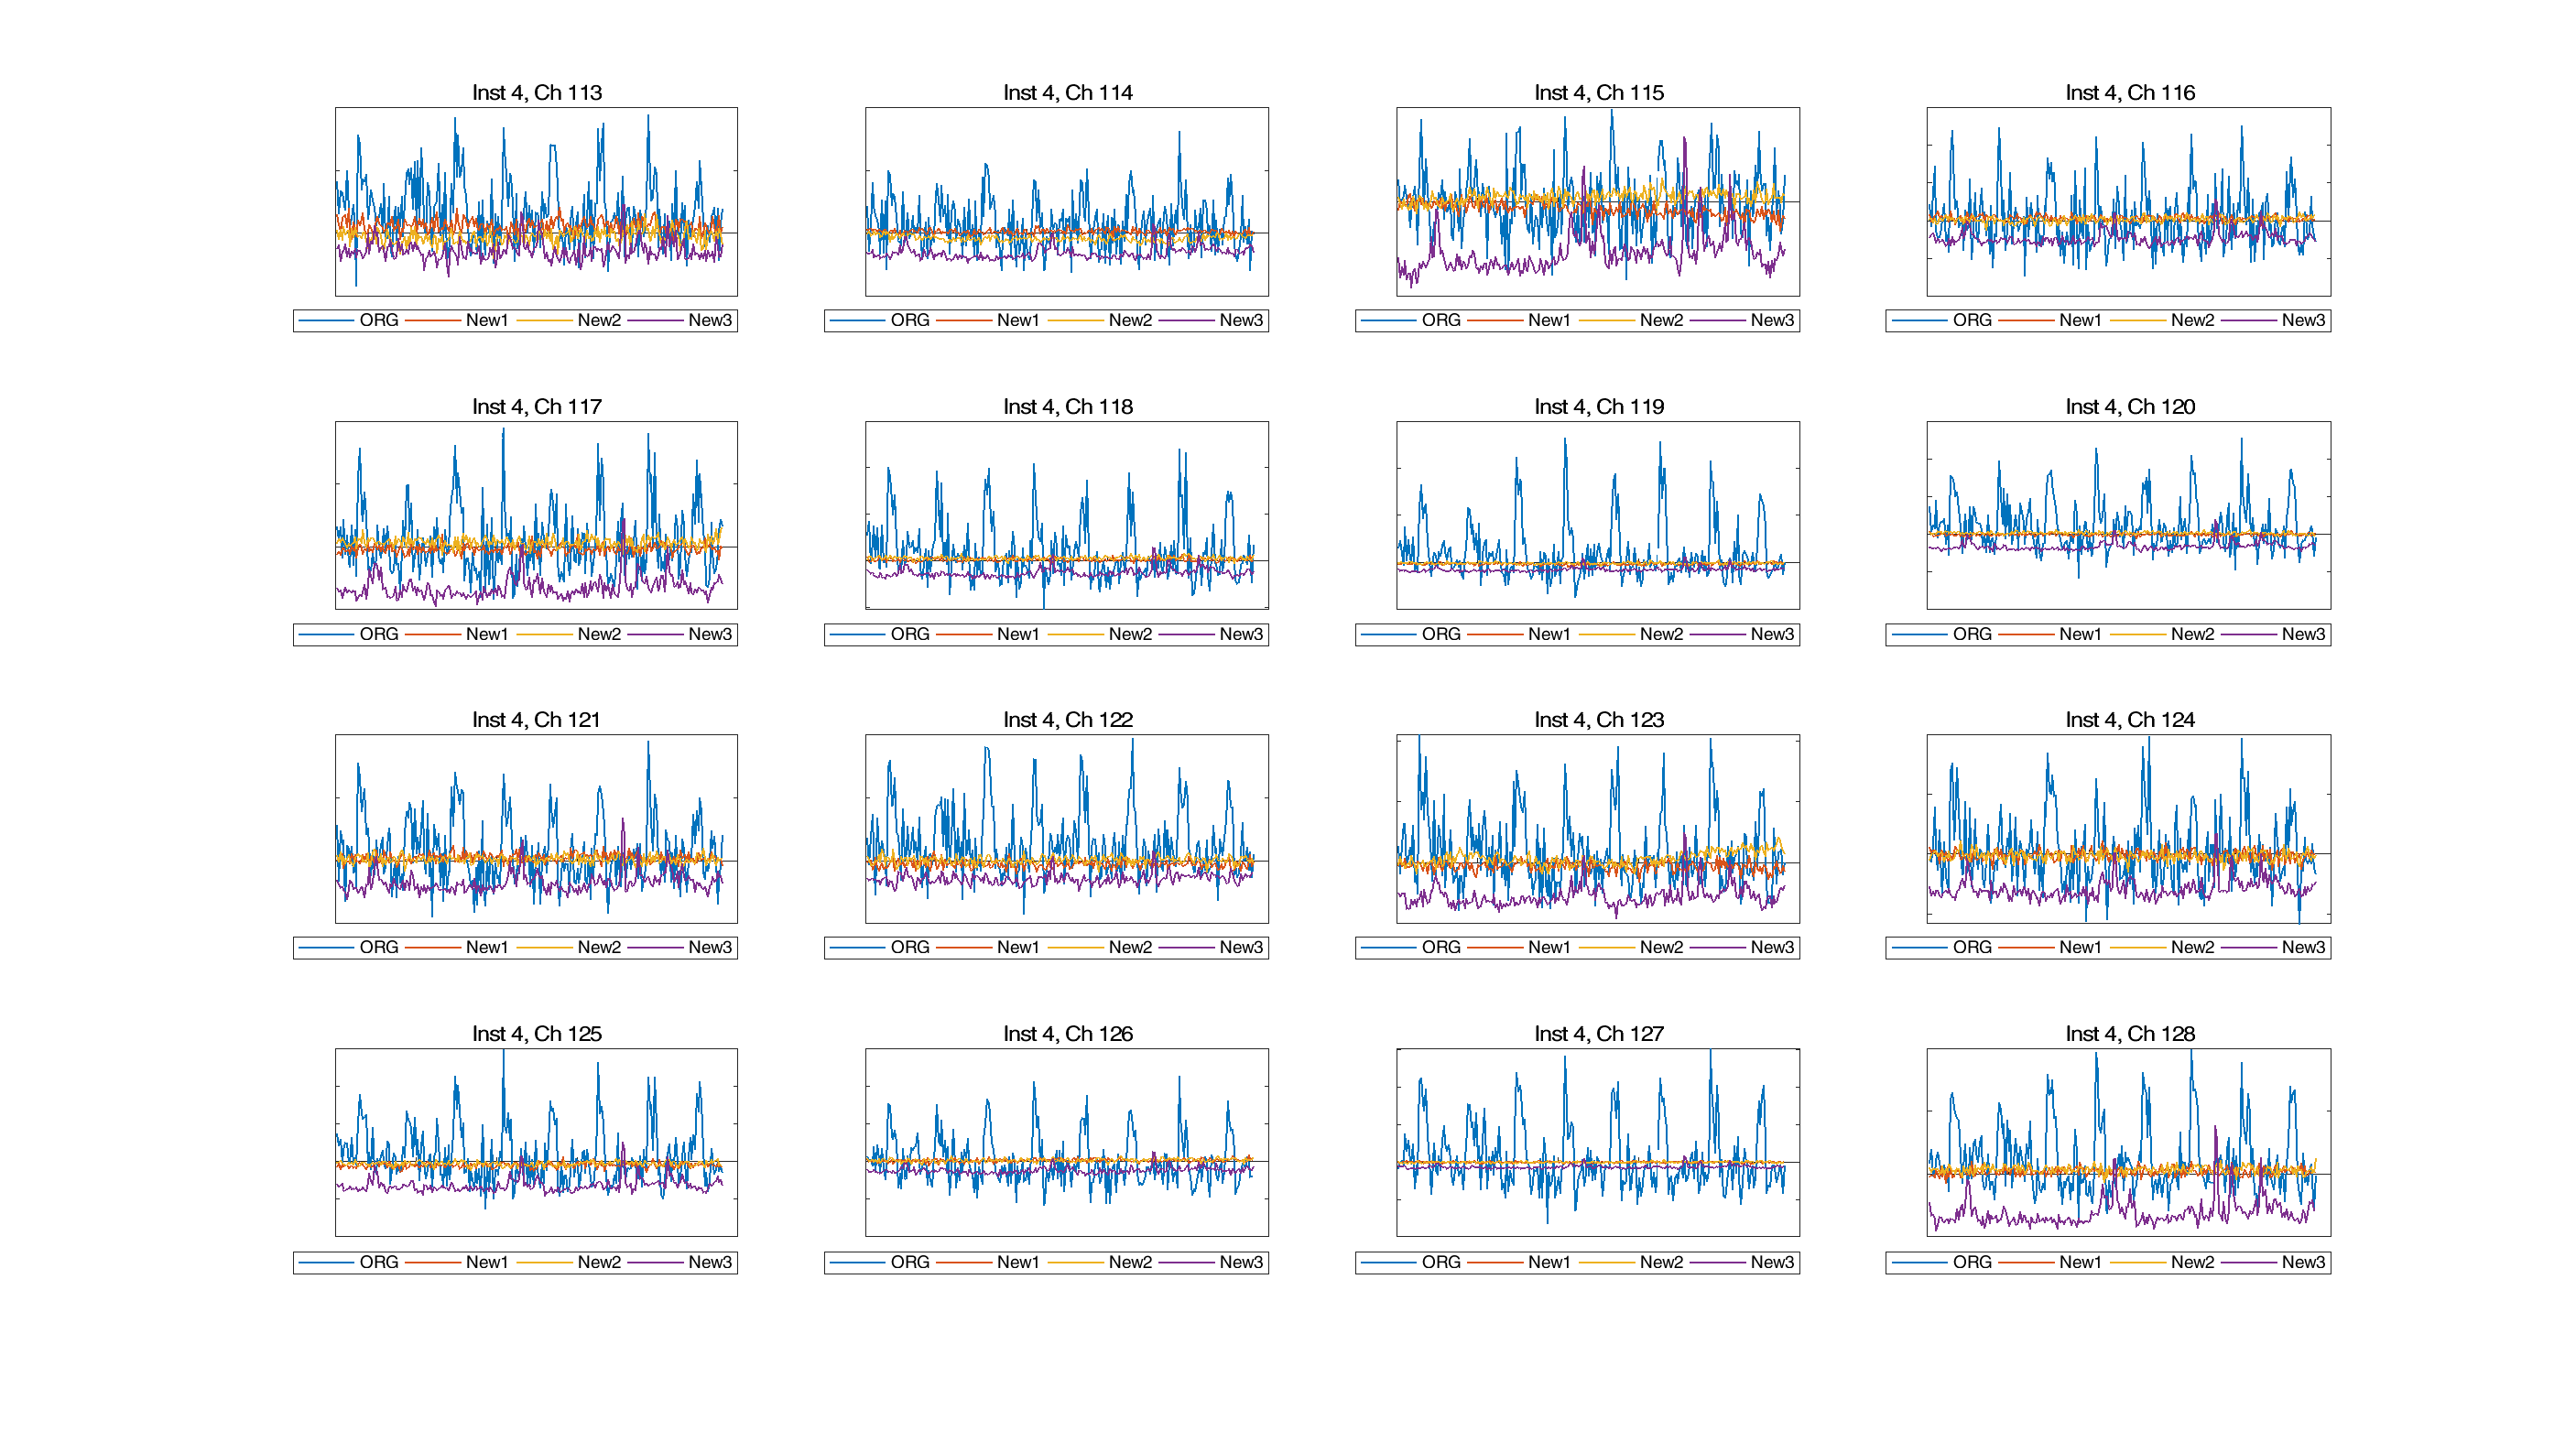 Inst 4, Ch 113
Inst 4, Ch 114
Inst 4, Ch 115
Inst 4, Ch 116
ORG New1 New2 New3
ORG New1 New2 New3
ORG New1 New2 New3
ORG New1 New2 New3
Inst 4, Ch 117
Inst 4, Ch 118
Inst 4, Ch 119
Inst 4, Ch 120
ORG New1 New2 New3
ORG New1 New2 New3
ORG New1 New2 New3
ORG New1 New2 New3
Inst 4, Ch 121
Inst 4, Ch 122
Inst 4, Ch 123
Inst 4, Ch 124
ORG New1 New2 New3
ORG New1 New2 New3
ORG New1 New2 New3
ORG New1 New2 New3
Inst 4, Ch 125
Inst 4, Ch 126
Inst 4, Ch 127
Inst 4, Ch 128
ORG New1 New2 New3
ORG New1 New2 New3
ORG New1 New2 New3
ORG New1 New2 New3